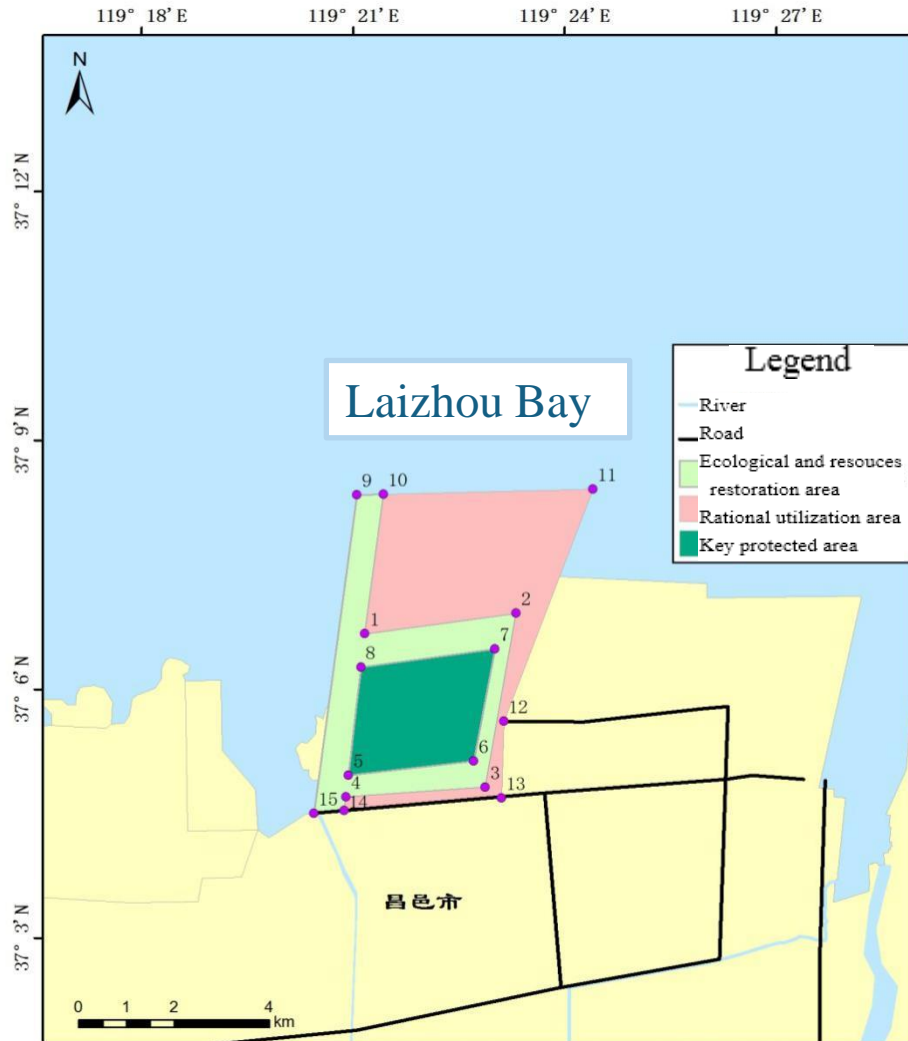 119° 18′ E 119° 21′ E 119° 24′ E 119° 27′ E
N
37° 12′ N
37° 9′ N
37° 6′ N
37° 3′ N
Laizhou Bay
Legend
River
Road
Ecological and resouces
restoration area
Rational utilization area
Key protected area
9 10 11
1 2
8 7
12
5 6
4 3
15 14 13
昌邑市
0 1 2 4
km